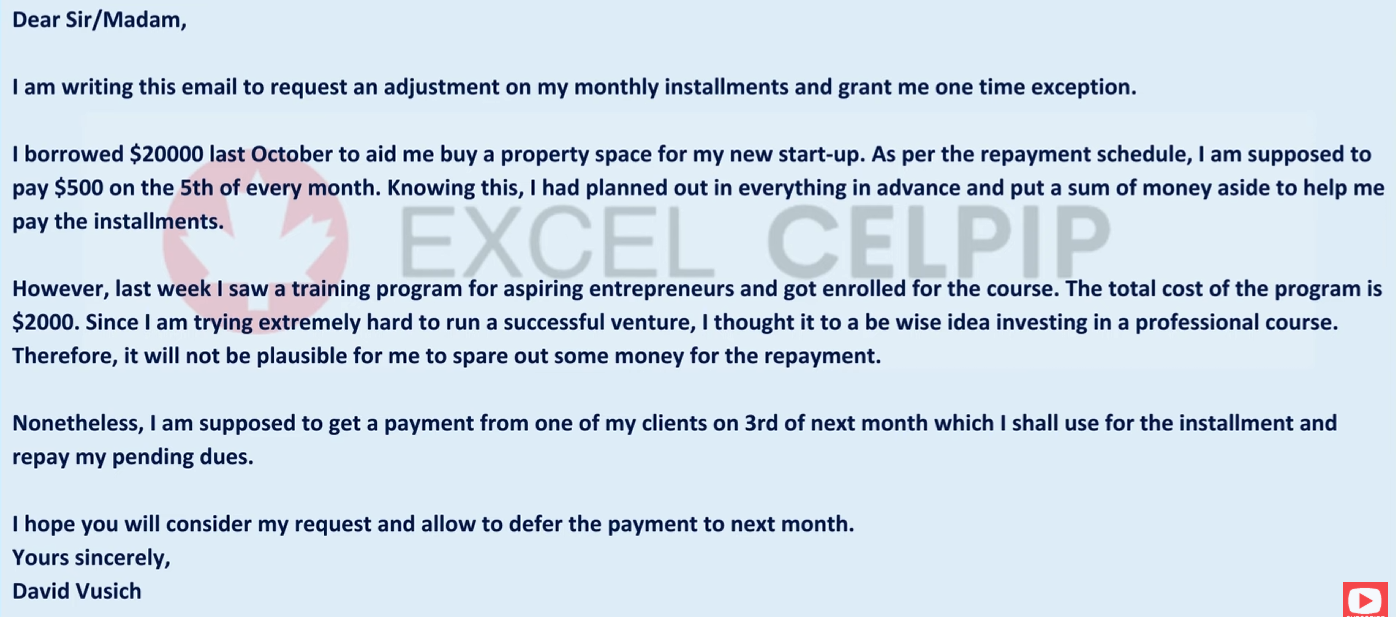 Dear Sir/Madam,
I am writing this email to request an adjustment on my monthly installments and grant me one time exception.
I borrowed $20000 last October to aid me buy a property space for my new start-up. As per the repayment schedule, I am supposed to
pay $500 on the 5th of every month. Knowing this, I had planned out in everything in advance and put a sum of money aside to help me
pay the installments.
EXCEL CELPIP
However, last week I saw a training program for aspiring entrepreneurs and got enrolled for the course. The total cost of the program is
$2000. Since I am trying extremely hard to run a successful venture, I thought it to a be wise idea investing in a professional course.
Therefore, it will not be plausible for me to spare out some money for the repayment.
Nonetheless, I am supposed to get a payment from one of my clients on 3rd of next month which I shall use for the installment and
repay my pending dues.
I hope you will consider my request and allow to defer the payment to next month.
Yours sincerely,
David Vusich